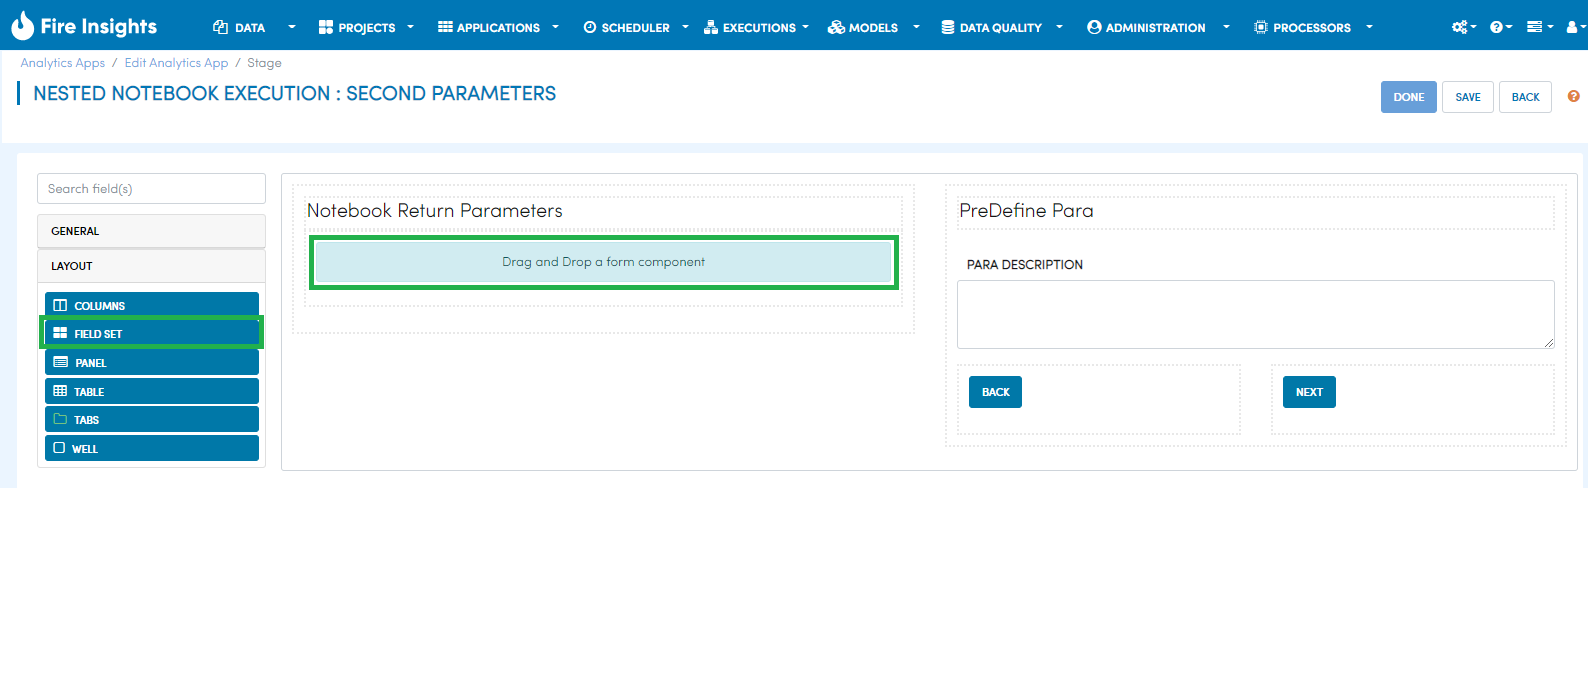 Fire Insights DATA PROJECTS APPLICATIONS SCHEDULER EXECUTIONS MODELS DATA QUALITY ADMINISTRATION PROCESSORS
Analytics Apps / Edit Analytics App / Stage
NESTED NOTEBOOK EXECUTION : SECOND PARAMETERS
DONE SAVE BACK
Search field(s)
GENERAL
LAYOUT
COLUMNS
FIELD SET
PANEL
TABLE
TABS
WELL
Notebook Return Parameters
Drag and Drop a form component
PreDefine Para
PARA DESCRIPTION
BACK NEXT